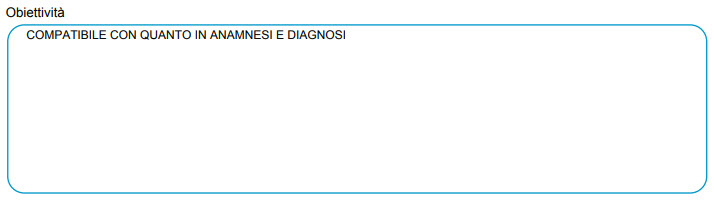 Obiettività
COMPATIBILE CON QUANTO IN ANAMNESI E DIAGNOSI